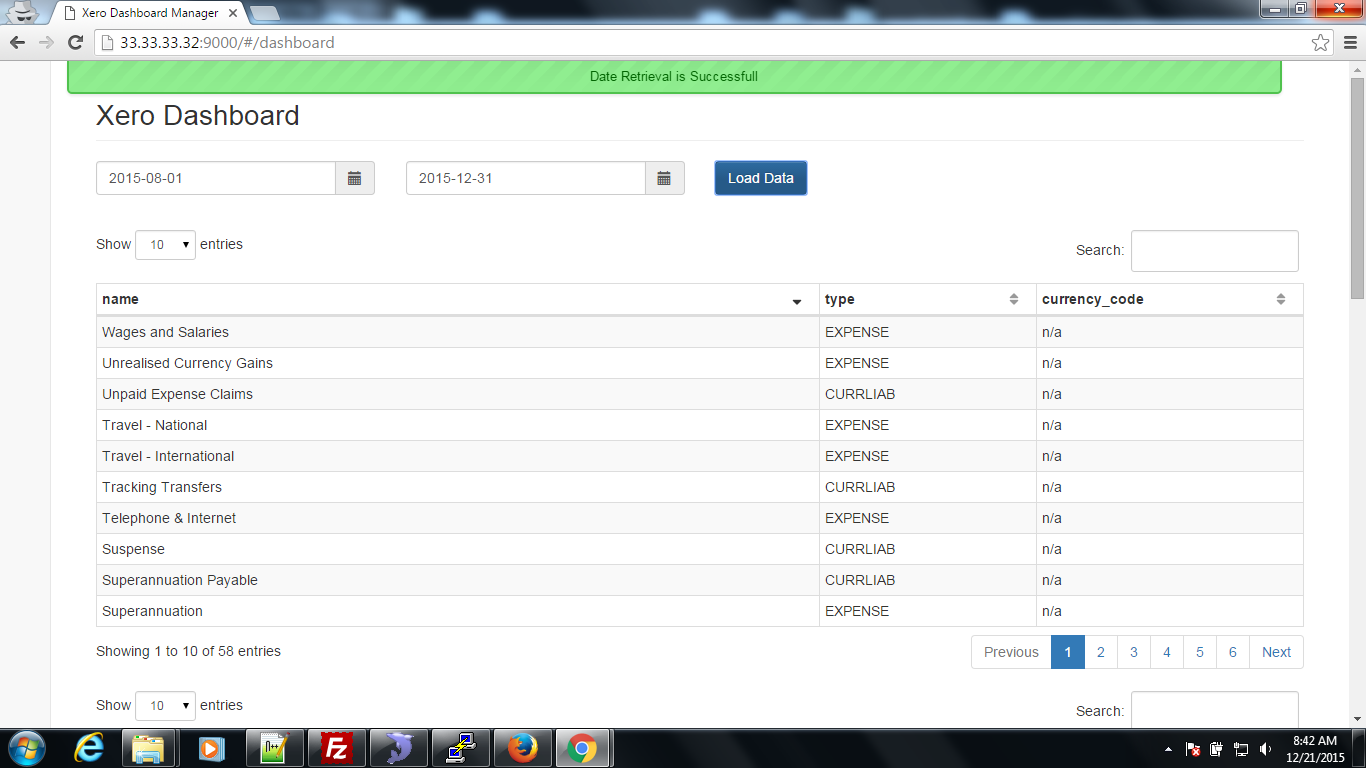 Xero Dashboard Manager
33.33.33.32:9000/#/dashboard
Date Retrieval is Successfull
Xero Dashboard
2015-08-01 2015-12-31 Load Data
Show 10 entries Search:
name type currency_code
Wages and Salaries EXPENSE n/a
Unrealised Currency Gains EXPENSE n/a
Unpaid Expense Claims CURRLIAB n/a
Travel - National EXPENSE n/a
Travel - International EXPENSE n/a
Tracking Transfers CURRLIAB n/a
Telephone & Internet EXPENSE n/a
Suspense CURRLIAB n/a
Superannuation Payable CURRLIAB n/a
Superannuation EXPENSE n/a
Showing 1 to 10 of 58 entries Previous 1 2 3 4 5 6 Next
Show 10 entries Search:
n++ Fz
8:42 AM
12/21/2015